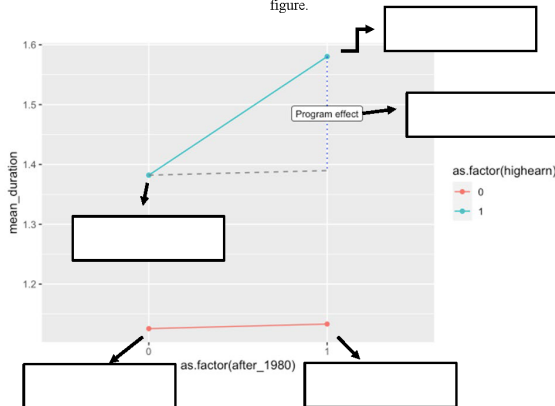 figure.
1.6
1.5
1.4
1.3
1.2
mean_duration
Program effect
as.factor(highearn)
0
1
0
1
as.factor(after_1980)